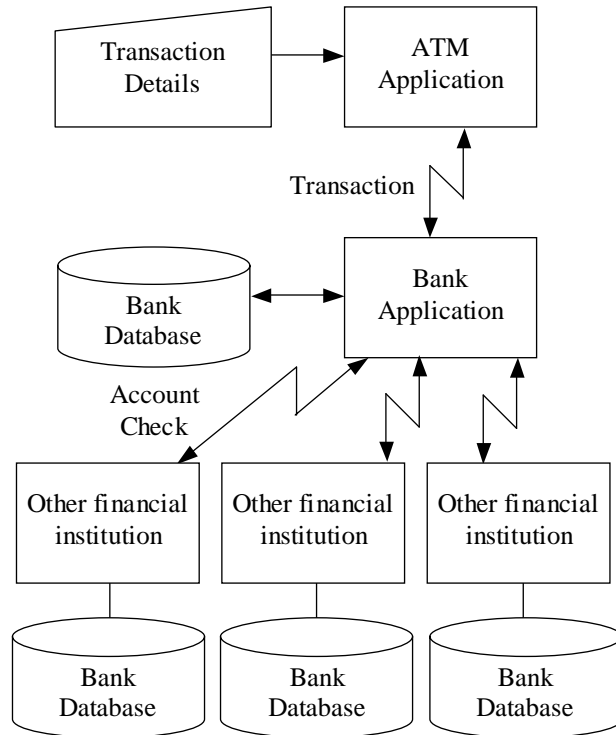 Transaction
Details
ATM
Application
Transaction
Bank
Application
Bank
Database
Account
Check
Other financial
institution
Other financial
institution
Other financial
institution
Bank
Database
Bank
Database
Bank
Database